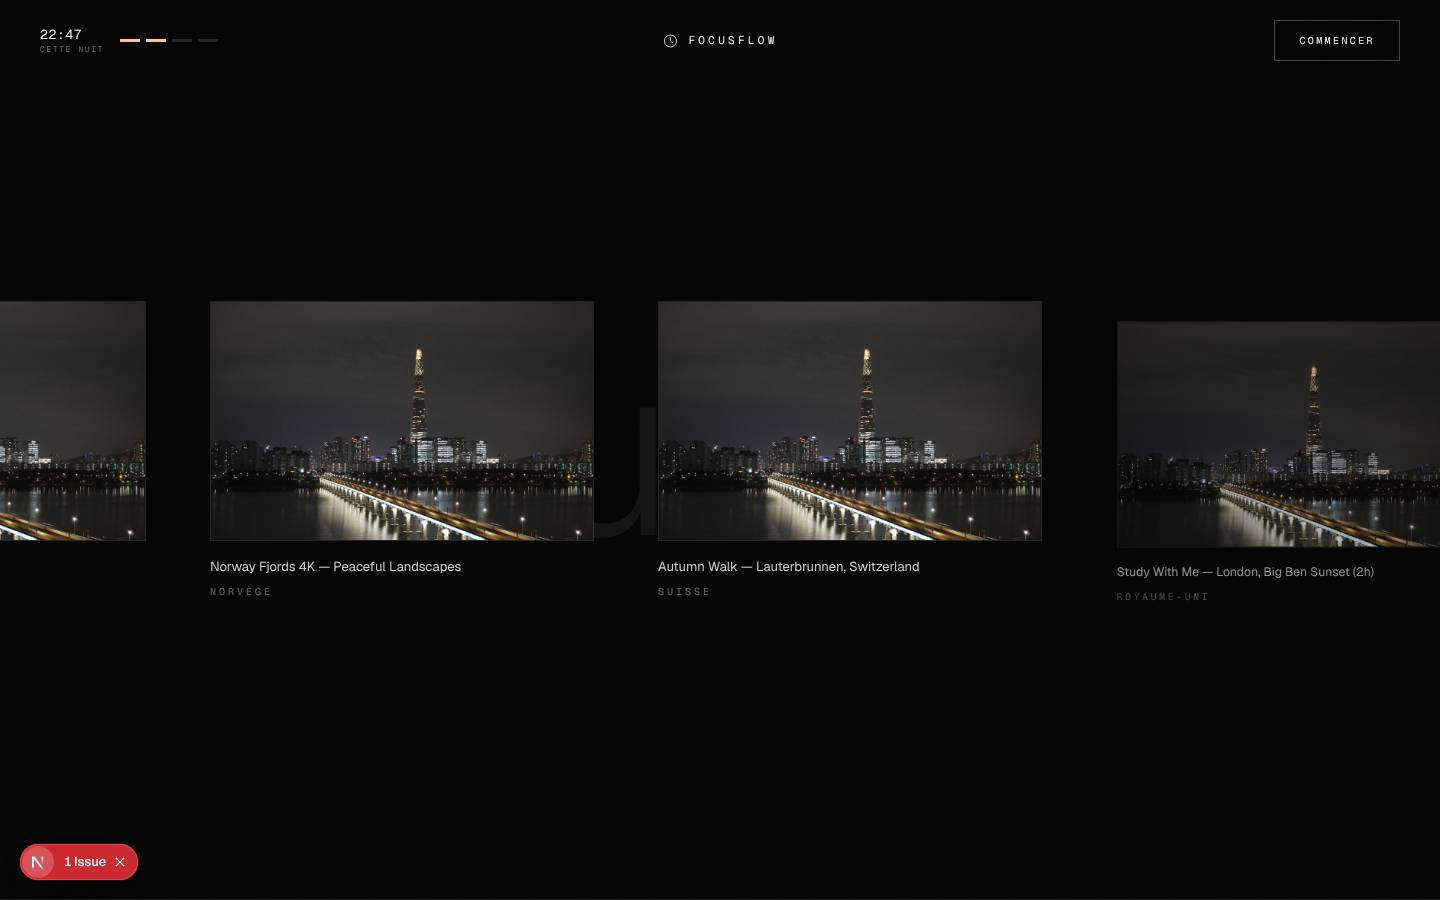 22:47
CETTE NUIT
FOCUSFLOW
COMMENCER
u
Norway Fjords 4K — Peaceful Landscapes
NORVÈGE
Autumn Walk — Lauterbrunnen, Switzerland
SUISSE
Study With Me — London, Big Ben Sunset (2h)
ROYAUME-UNI
N
1 Issue